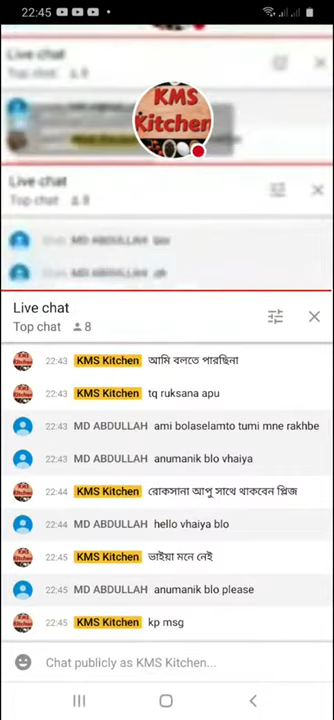 22:45
Live chat
Top chat 8
KMS
Kitchen
Live chat
Top chat 8
MD ABDULLAH
MD ABDULLAH
Live chat
Top chat 8
22:43 KMS Kitchen আমি বলতে পারছিনা
22:43 KMS Kitchen tq ruksana apu
22:43 MD ABDULLAH ami bolaselamto tumi mne rakhbe
22:43 MD ABDULLAH anumanik blo vhaiya
22:44 KMS Kitchen রোকসানা আপু সাথে থাকবেন প্লিজ
22:44 MD ABDULLAH hello vhaiya blo
22:45 KMS Kitchen ভাইয়া মনে নেই
22:45 MD ABDULLAH anumanik blo please
22:45 KMS Kitchen kp msg
Chat publicly as KMS Kitchen...